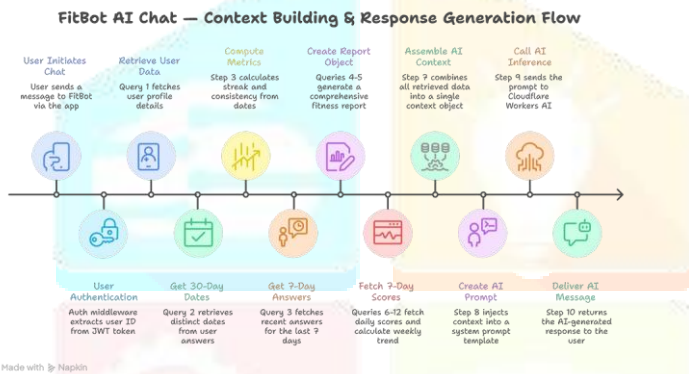 FitBot AI Chat — Context Building & Response Generation Flow
User Initiates
Chat
User sends a
message to FitBot
via the app
Retrieve User
Data
Query 1 fetches
user profile
details
Compute
Metrics
Step 3 calculates
streak and
consistency from
dates
Create Report
Object
Queries 4-5
generate a
comprehensive
fitness report
Assemble AI
Context
Step 7 combines
all retrieved data
into a single
context object
Call AI
Inference
Step 9 sends the
prompt to
Cloudflare
Workers AI
User
Authentication
Auth middleware
extracts user ID
from JWT token
Get 30-Day
Dates
Query 2 retrieves
distinct dates
from user
answers
Get 7-Day
Answers
Query 3 fetches
recent answers
for the last 7
days
Fetch 7-Day
Scores
Queries 6-12 fetch
daily scores and
calculate weekly
trend
Create AI
Prompt
Step 8 injects
context into a
system prompt
template
Deliver AI
Message
Step 10 returns
the AI-generated
response to the
user
Made with Napkin